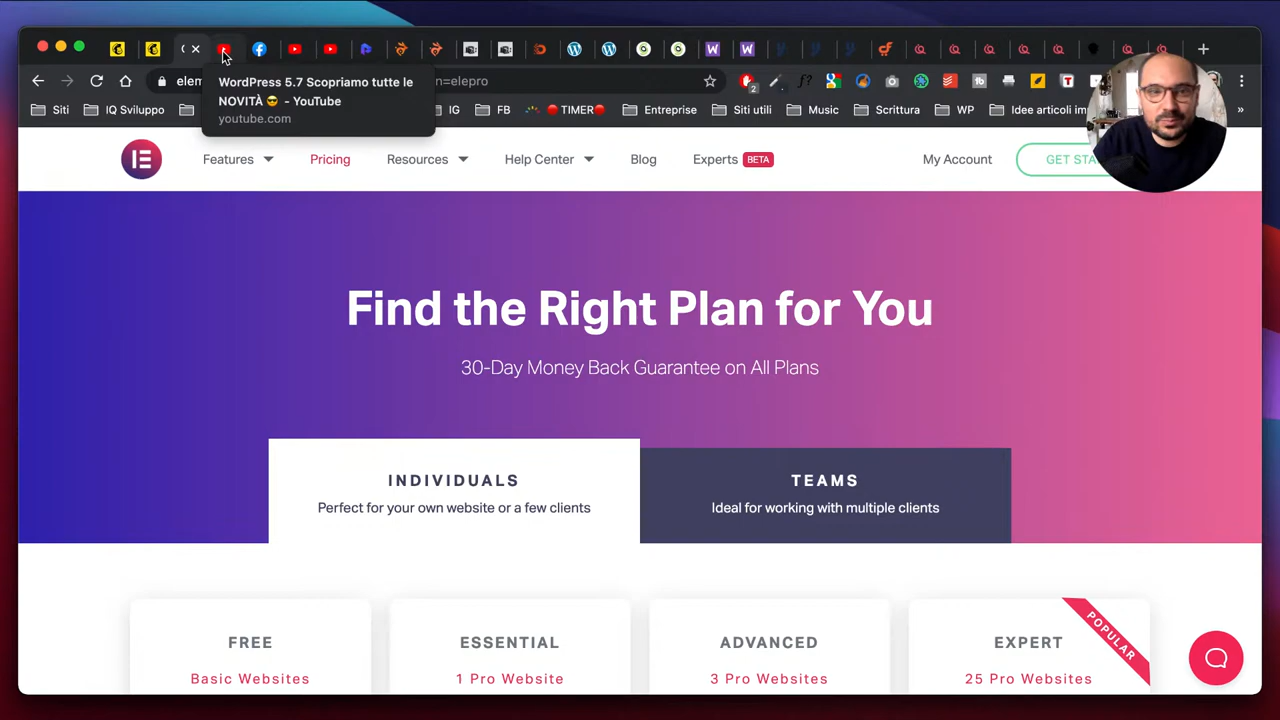 elem
n=elepro
WordPress 5.7 Scopriamo tutte le
NOVITÀ 😎 - YouTube
youtube.com
2
Siti
IQ Sviluppo
IG
FB
🔴TIMER🔴
Siti utili
Music
Scrittura
WP
Idee articoli im
»
Features
Pricing
Resources
Help Center
Blog
Experts BETA
My Account
GET STA
Find the Right Plan for You
30-Day Money Back Guarantee on All Plans
INDIVIDUALS
Perfect for your own website or a few clients
TEAMS
Ideal for working with multiple clients
FREE
Basic Websites
ESSENTIAL
1 Pro Website
ADVANCED
3 Pro Websites
EXPERT
25 Pro Websites
POPULAR